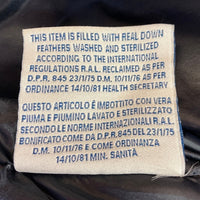 THIS ITEM IS FILLED WITH REAL DOWN
FEATHERS WASHED AND STERILIZED
ACCORDING TO THE INTERNATIONAL
REGULATIONS R.A.L. RECLAIMED AS PER
D.P.R. 845 23/1/75 D.M. 10/11/76 AS PER
ORDINANCE 14/10/81 HEALTH SECRETARY
QUESTO ARTICOLO É IMBOTTITO CON VERA
PIUMA E PIUMINO LAVATO E STERILIZZATO
SECONDO LE NORME INTERNAZIONALI R.A.L.
BONIFICATO COME DA D.P.R. 845 DEL 23/1/75
D.M. 10/11/76 E COME ORDINANZA
14/10/81 MIN. SANITÀ